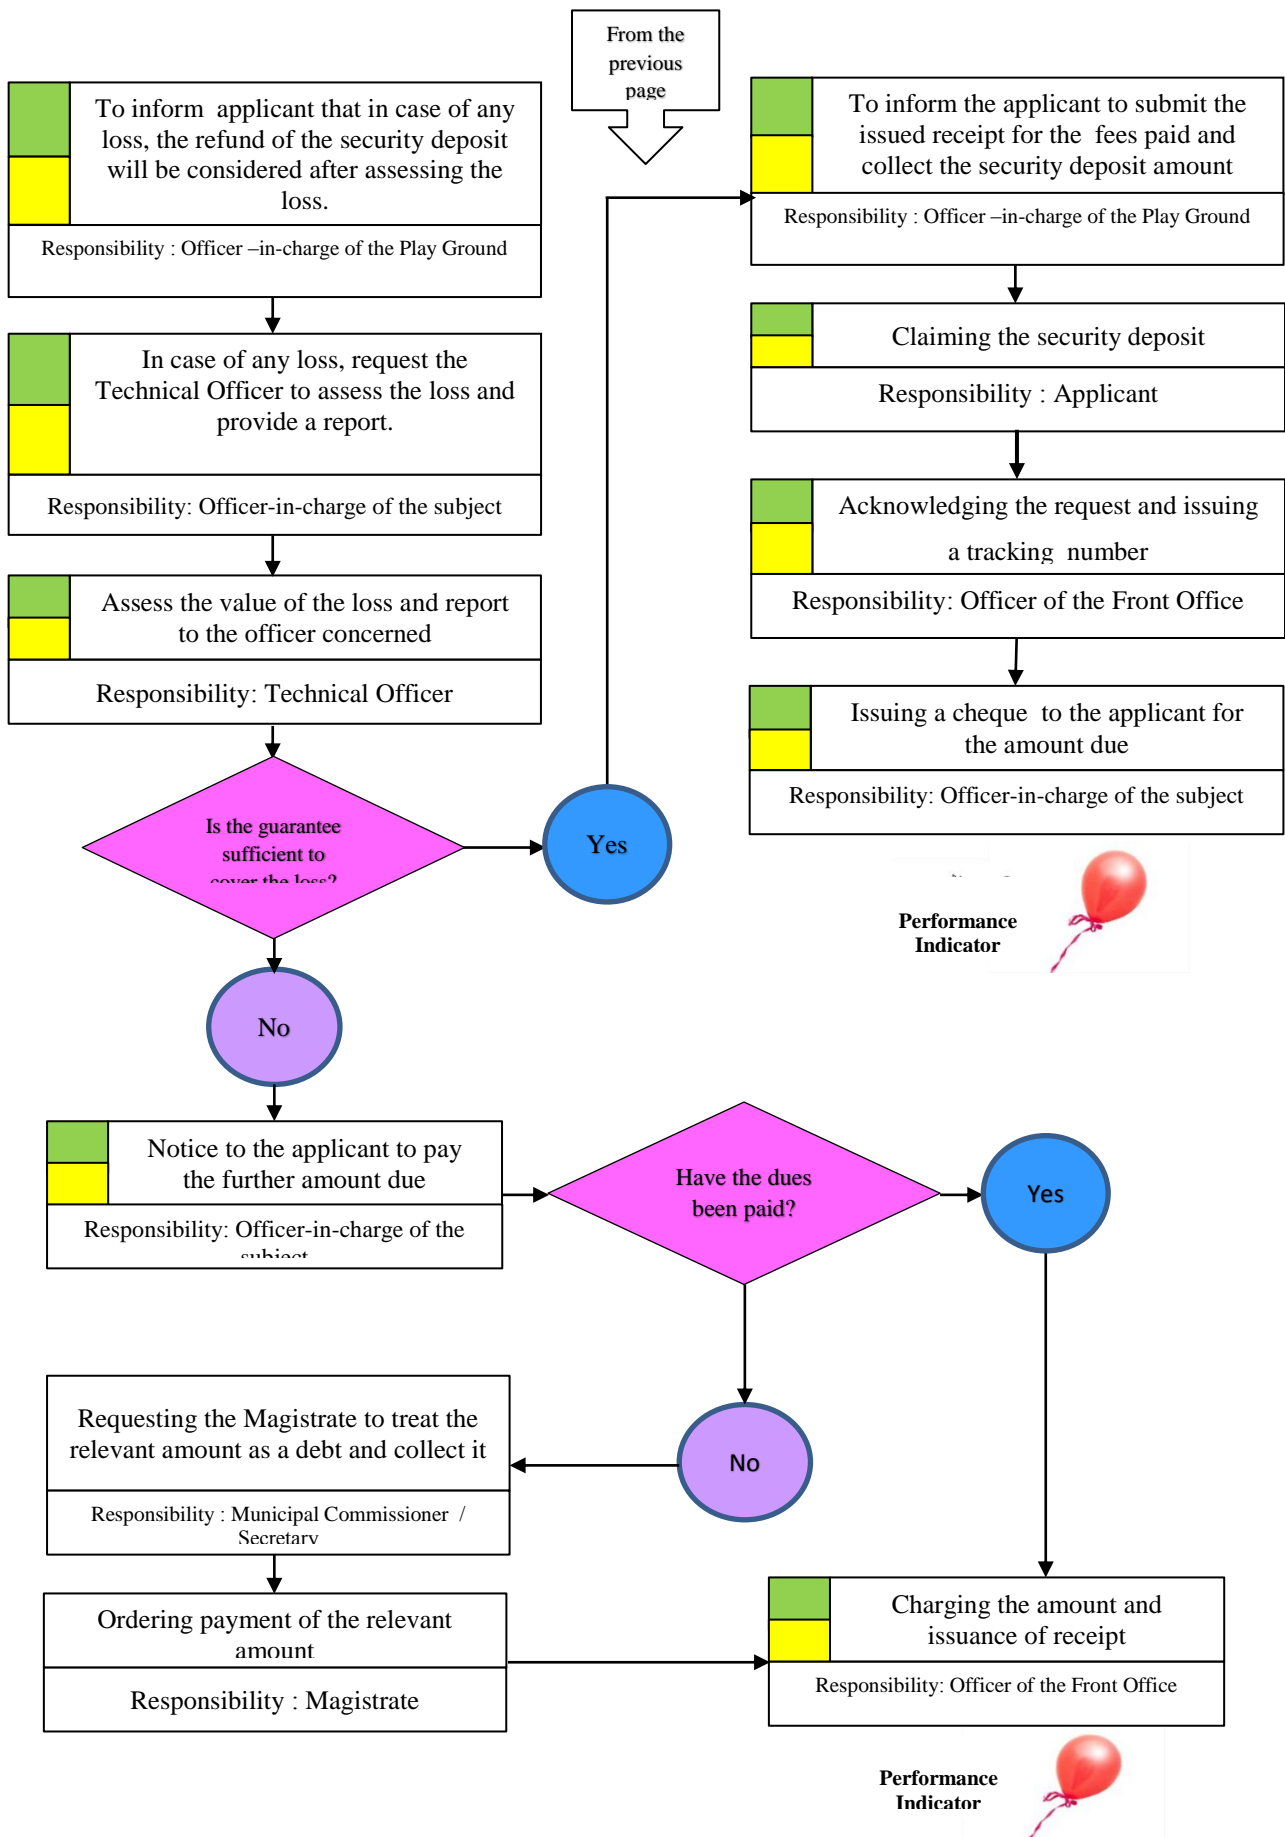 From the
previous
page
To inform applicant that in case of any
loss, the refund of the security deposit
will be considered after assessing the
loss.
Responsibility : Officer –in-charge of the Play Ground
In case of any loss, request the
Technical Officer to assess the loss and
provide a report.
Responsibility: Officer-in-charge of the subject
Assess the value of the loss and report
to the officer concerned
Responsibility: Technical Officer
Is the guarantee
sufficient to
cover the loss?
Yes
No
To inform the applicant to submit the
issued receipt for the fees paid and
collect the security deposit amount
Responsibility : Officer –in-charge of the Play Ground
Claiming the security deposit
Responsibility : Applicant
Acknowledging the request and issuing
a tracking number
Responsibility: Officer of the Front Office
Issuing a cheque to the applicant for
the amount due
Responsibility: Officer-in-charge of the subject
Performance
Indicator
Notice to the applicant to pay
the further amount due
Responsibility: Officer-in-charge of the
subject
Have the dues
been paid?
Yes
No
Requesting the Magistrate to treat the
relevant amount as a debt and collect it
Responsibility : Municipal Commissioner /
Secretary
Ordering payment of the relevant
amount
Responsibility : Magistrate
Charging the amount and
issuance of receipt
Responsibility: Officer of the Front Office
Performance
Indicator